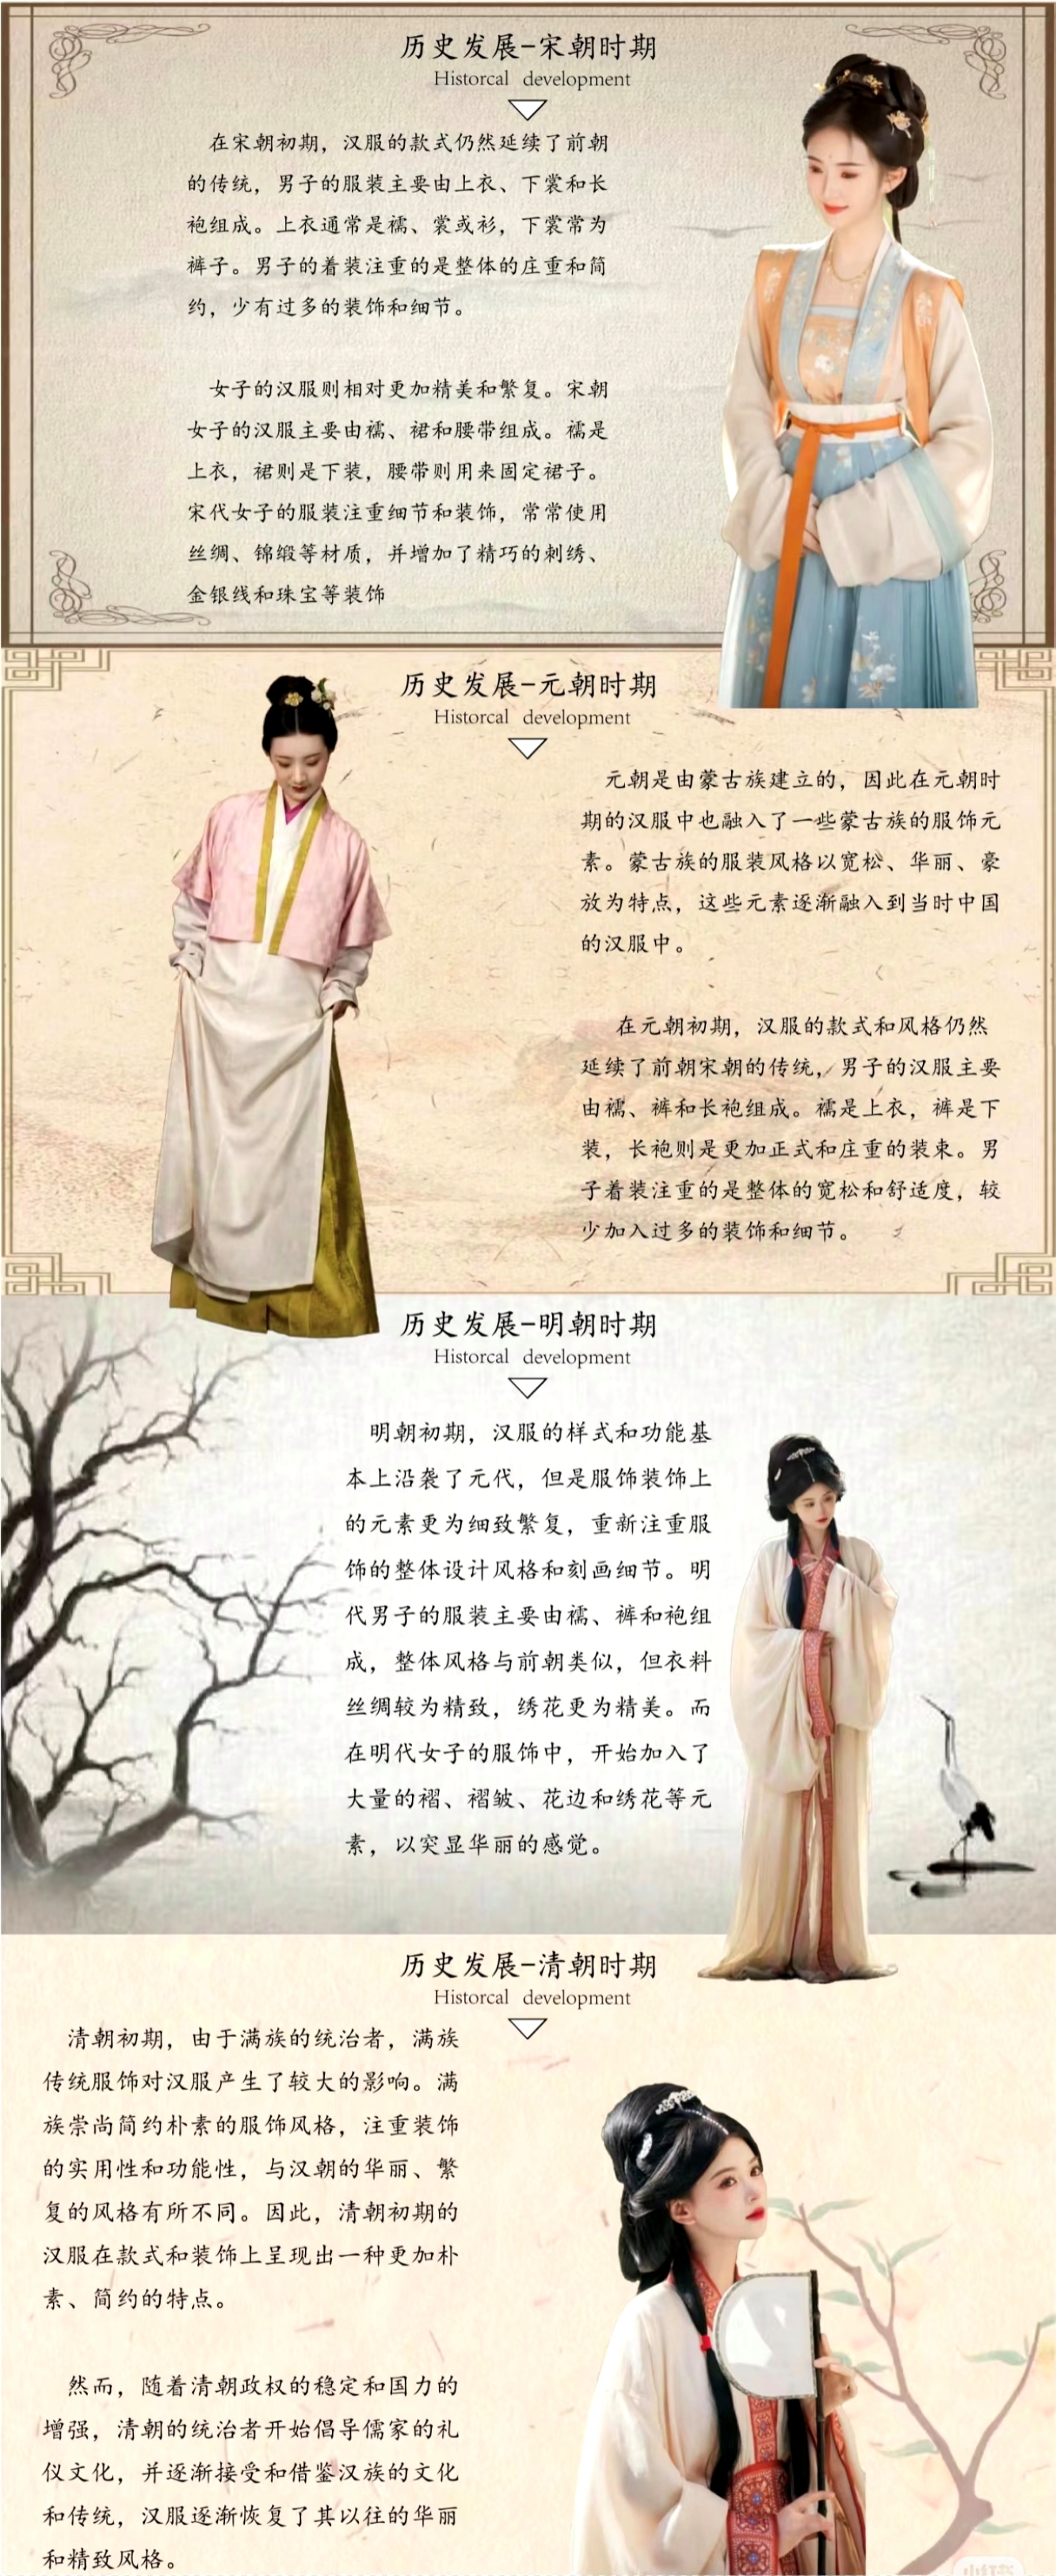 历史发展-宋朝时期
Historcal development
在宋朝初期，汉服的款式仍然延续了前朝
的传统，男子的服装主要由上衣、下裳和长
袍组成。上衣通常是襦、裳或衫，下裳常为
裤子。男子的着装注重的是整体的庄重和简
约，少有过多的装饰和细节。
女子的汉服则相对更加精美和繁复。宋朝
女子的汉服主要由襦、裙和腰带组成。襦是
上衣，裙则是下装，腰带则用来固定裙子。
宋代女子的服装注重细节和装饰，常常使用
丝绸、锦缎等材质，并增加了精巧的刺绣、
金银线和珠宝等装饰
历史发展-元朝时期
Historcal development
元朝是由蒙古族建立的，因此在元朝时
期的汉服中也融入了一些蒙古族的服饰元
素。蒙古族的服装风格以宽松、华丽、豪
放为特点，这些元素逐渐融入到当时中国
的汉服中。
在元朝初期，汉服的款式和风格仍然
延续了前朝宋朝的传统，男子的汉服主要
由襦、裤和长袍组成。襦是上衣，裤是下
装，长袍则是更加正式和庄重的装束。男
子着装注重的是整体的宽松和舒适度，较
少加入过多的装饰和细节。
历史发展-明朝时期
Historcal development
明朝初期，汉服的样式和功能基
本上沿袭了元代，但是服饰装饰上
的元素更为细致繁复，重新注重服
饰的整体设计风格和刻画细节。明
代男子的服装主要由襦、裤和袍组
成，整体风格与前朝类似，但衣料
丝绸较为精致，绣花更为精美。而
在明代女子的服饰中，开始加入了
大量的褶、褶皱、花边和绣花等元
素，以突显华丽的感觉。
历史发展-清朝时期
Historcal development
清朝初期，由于满族的统治者，满族
传统服饰对汉服产生了较大的影响。满
族崇尚简约朴素的服饰风格，注重装饰
的实用性和功能性，与汉朝的华丽、繁
复的风格有所不同。因此，清朝初期的
汉服在款式和装饰上呈现出一种更加朴
素、简约的特点。
然而，随着清朝政权的稳定和国力的
增强，清朝的统治者开始倡导儒家的礼
仪文化，并逐渐接受和借鉴汉族的文化
和传统，汉服逐渐恢复了其以往的华丽
和精致风格。